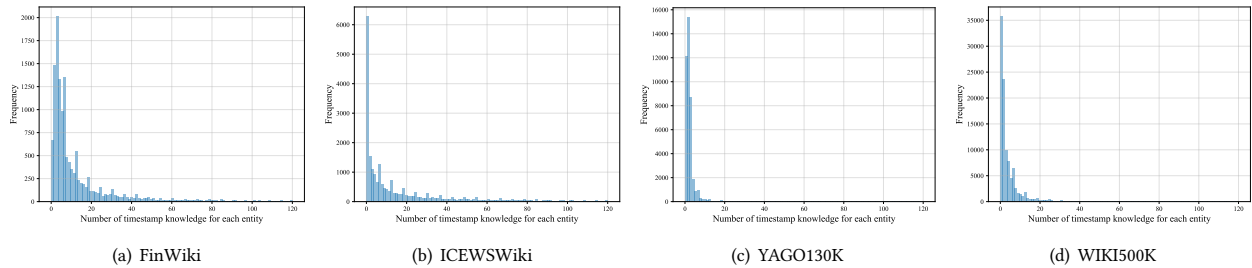 2000
1750
1500
1250
1000
750
500
250
0
Frequency
0 20 40 60 80 100 120
Number of timestamp knowledge for each entity
(a) FinWiki
6000
5000
4000
3000
2000
1000
0
Frequency
0 20 40 60 80 100 120
Number of timestamp knowledge for each entity
(b) ICEWSWiki
16000
14000
12000
10000
8000
6000
4000
2000
0
Frequency
0 20 40 60 80 100 120
Number of timestamp knowledge for each entity
(c) YAGO130K
35000
30000
25000
20000
15000
10000
5000
0
Frequency
0 20 40 60 80 100 120
Number of timestamp knowledge for each entity
(d) WIKI500K